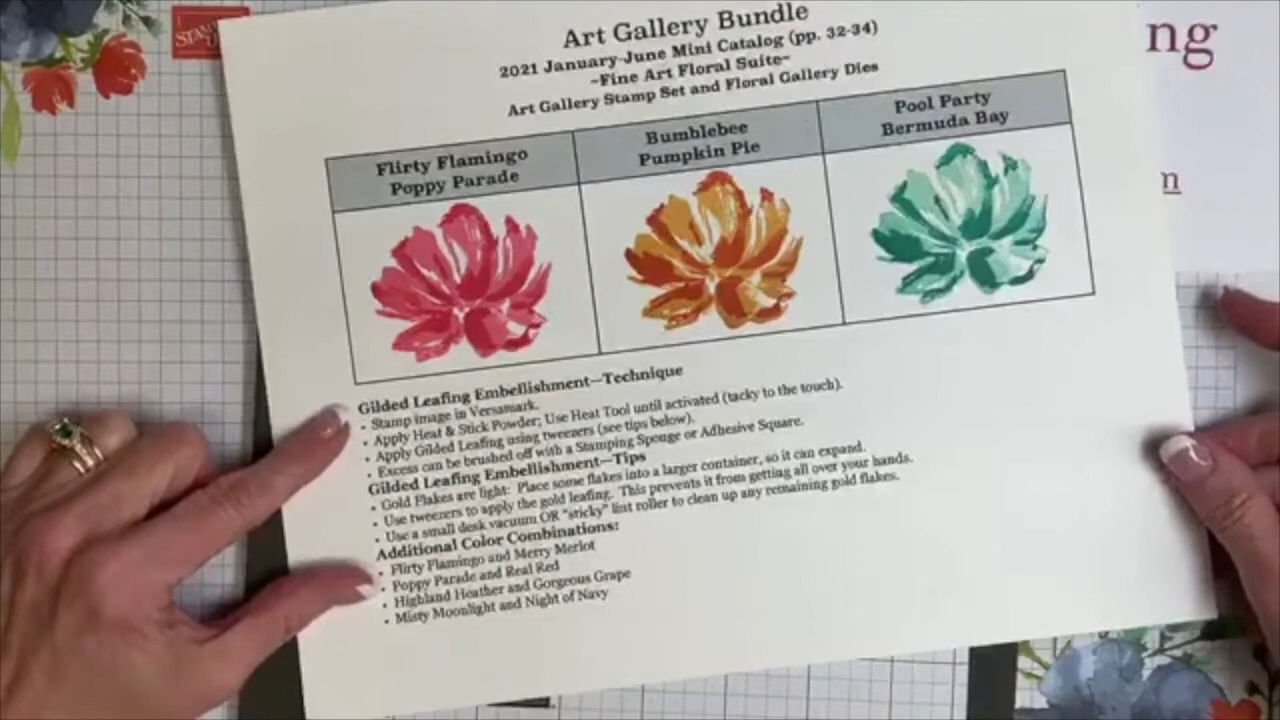 STAMPIN'
UP
ng
m
Art Gallery Bundle
2021 January-June Mini Catalog (pp. 32-34)
~Fine Art Floral Suite~
Art Gallery Stamp Set and Floral Gallery Dies
Flirty Flamingo
Poppy Parade
Bumblebee
Pumpkin Pie
Pool Party
Bermuda Bay
Gilded Leafing Embellishment—Technique
• Stamp image in Versamark.
• Apply Heat & Stick Powder; Use Heat Tool until activated (tacky to the touch).
• Apply Gilded Leafing using tweezers (see tips below).
• Excess can be brushed off with a Stamping Sponge or Adhesive Square.
Gilded Leafing Embellishment—Tips
• Gold Flakes are light: Place some flakes into a larger container, so it can expand.
• Use tweezers to apply the gold leafing. This prevents it from getting all over your hands.
• Use a small desk vacuum OR "sticky" lint roller to clean up any remaining gold flakes.
Additional Color Combinations:
• Flirty Flamingo and Merry Merlot
• Poppy Parade and Real Red
• Highland Heather and Gorgeous Grape
• Misty Moonlight and Night of Navy